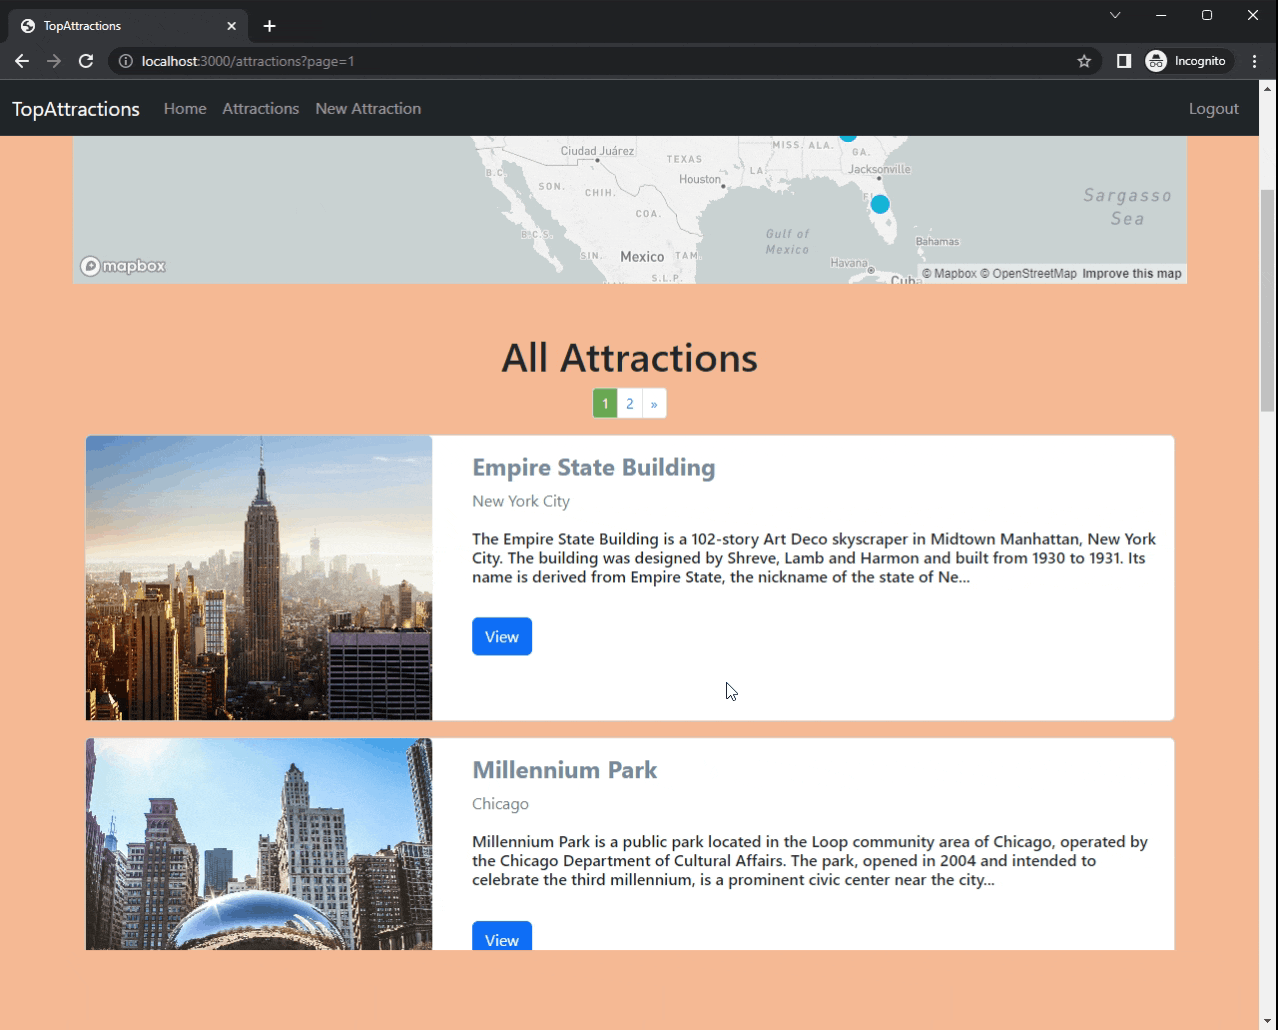 TopAttractions
localhost:3000/attractions?page=1
Incognito
TopAttractions Home Attractions New Attraction Logout
MISS. ALA.
Ciudad Juárez
TEXAS
GA.
LA.
Jacksonville
B.C.
Houston
SON.
CHIH.
Sargasso
Sea
COA.
B.C.S.
Gulf of
Mexico
Bahamas
SIN.
Mexico
TAM.
Havana
mapbox
S.L.P.
Cuba
© Mapbox © OpenStreetMap Improve this map
All Attractions
1 2 »
Empire State Building
New York City
The Empire State Building is a 102-story Art Deco skyscraper in Midtown Manhattan, New York
City. The building was designed by Shreve, Lamb and Harmon and built from 1930 to 1931. Its
name is derived from Empire State, the nickname of the state of Ne...
View
Millennium Park
Chicago
Millennium Park is a public park located in the Loop community area of Chicago, operated by
the Chicago Department of Cultural Affairs. The park, opened in 2004 and intended to
celebrate the third millennium, is a prominent civic center near the city...
View